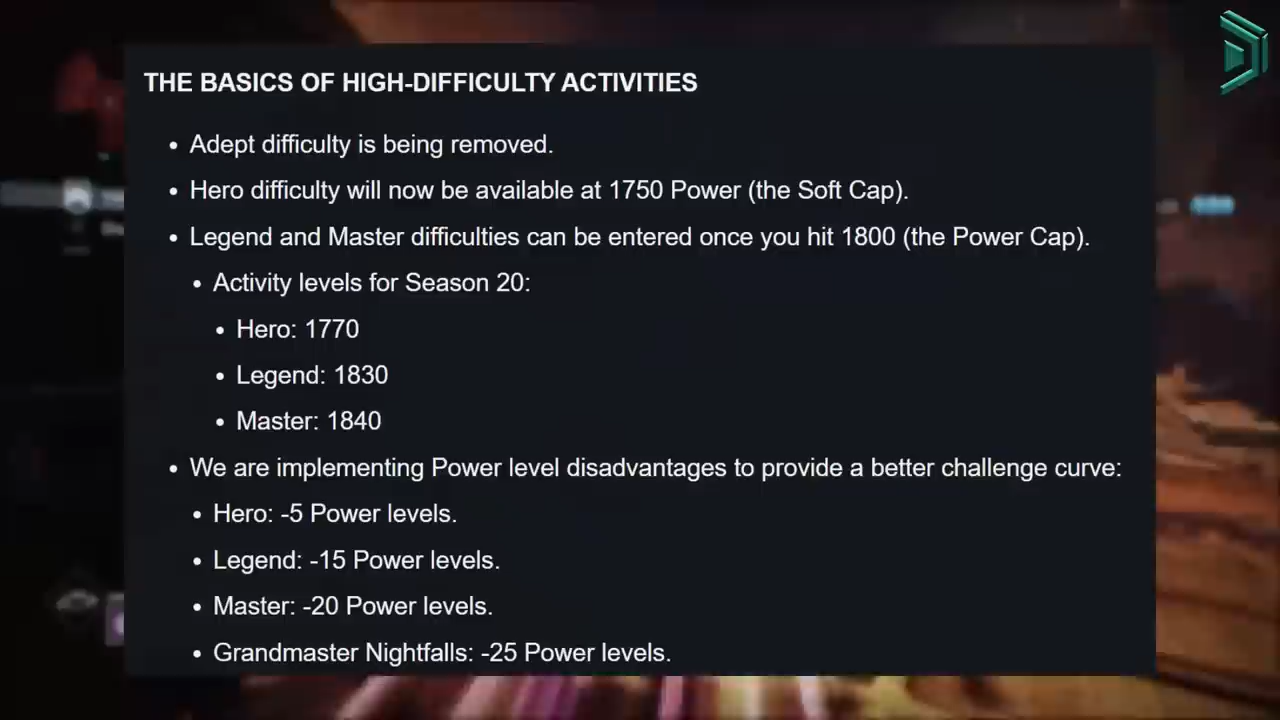 THE BASICS OF HIGH-DIFFICULTY ACTIVITIES
• Adept difficulty is being removed.
• Hero difficulty will now be available at 1750 Power (the Soft Cap).
• Legend and Master difficulties can be entered once you hit 1800 (the Power Cap).
• Activity levels for Season 20:
• Hero: 1770
• Legend: 1830
• Master: 1840
• We are implementing Power level disadvantages to provide a better challenge curve:
• Hero: -5 Power levels.
• Legend: -15 Power levels.
• Master: -20 Power levels.
• Grandmaster Nightfalls: -25 Power levels.